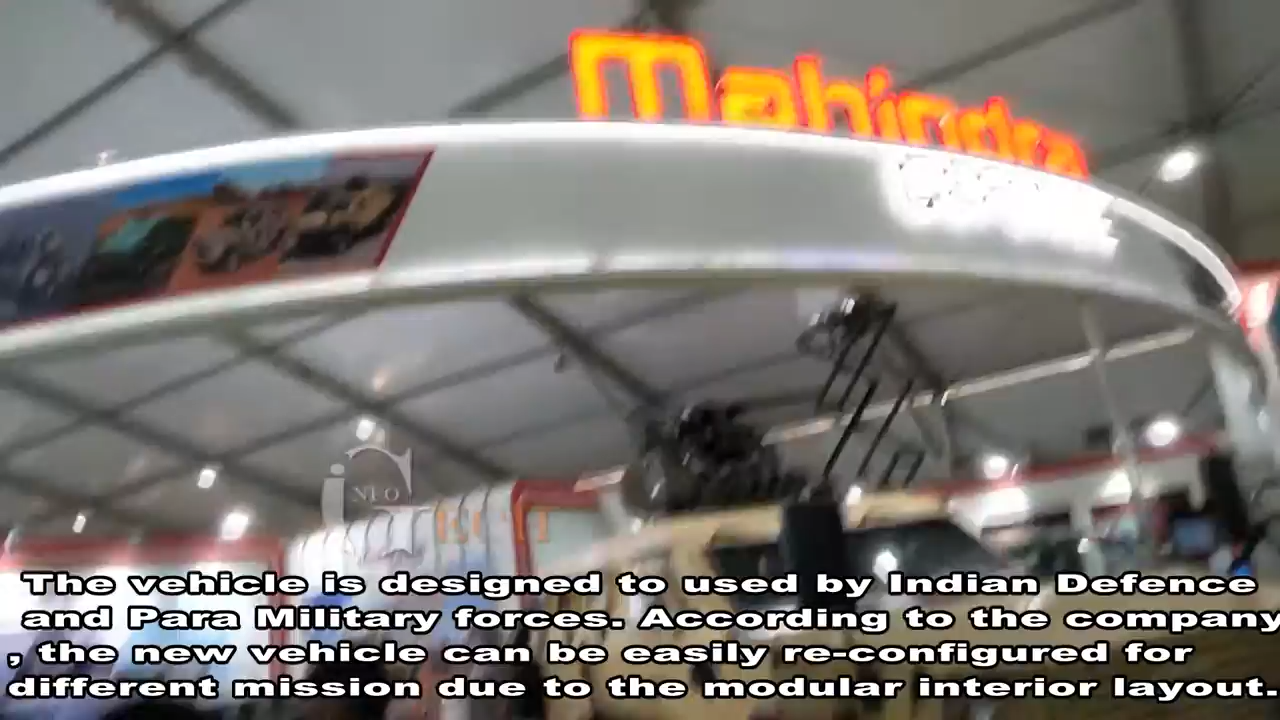 Mahindra
The vehicle is designed to used by Indian Defence
and Para Military forces. According to the company
, the new vehicle can be easily re-configured for
different mission due to the modular interior layout.